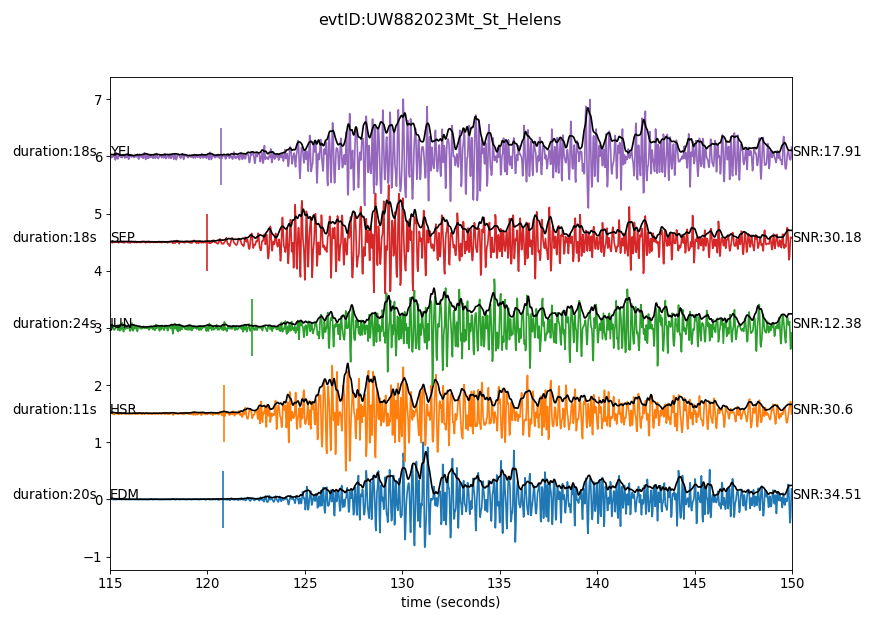 evtID:UW882023Mt_St_Helens
7
duration:18s YEL SNR:17.91
6
5
duration:18s SEP SNR:30.18
4
duration:24s JUN SNR:12.38
3
2
duration:11s HSR SNR:30.6
1
duration:20s EDM SNR:34.51
0
−1
115 120 125 130 135 140 145 150
time (seconds)